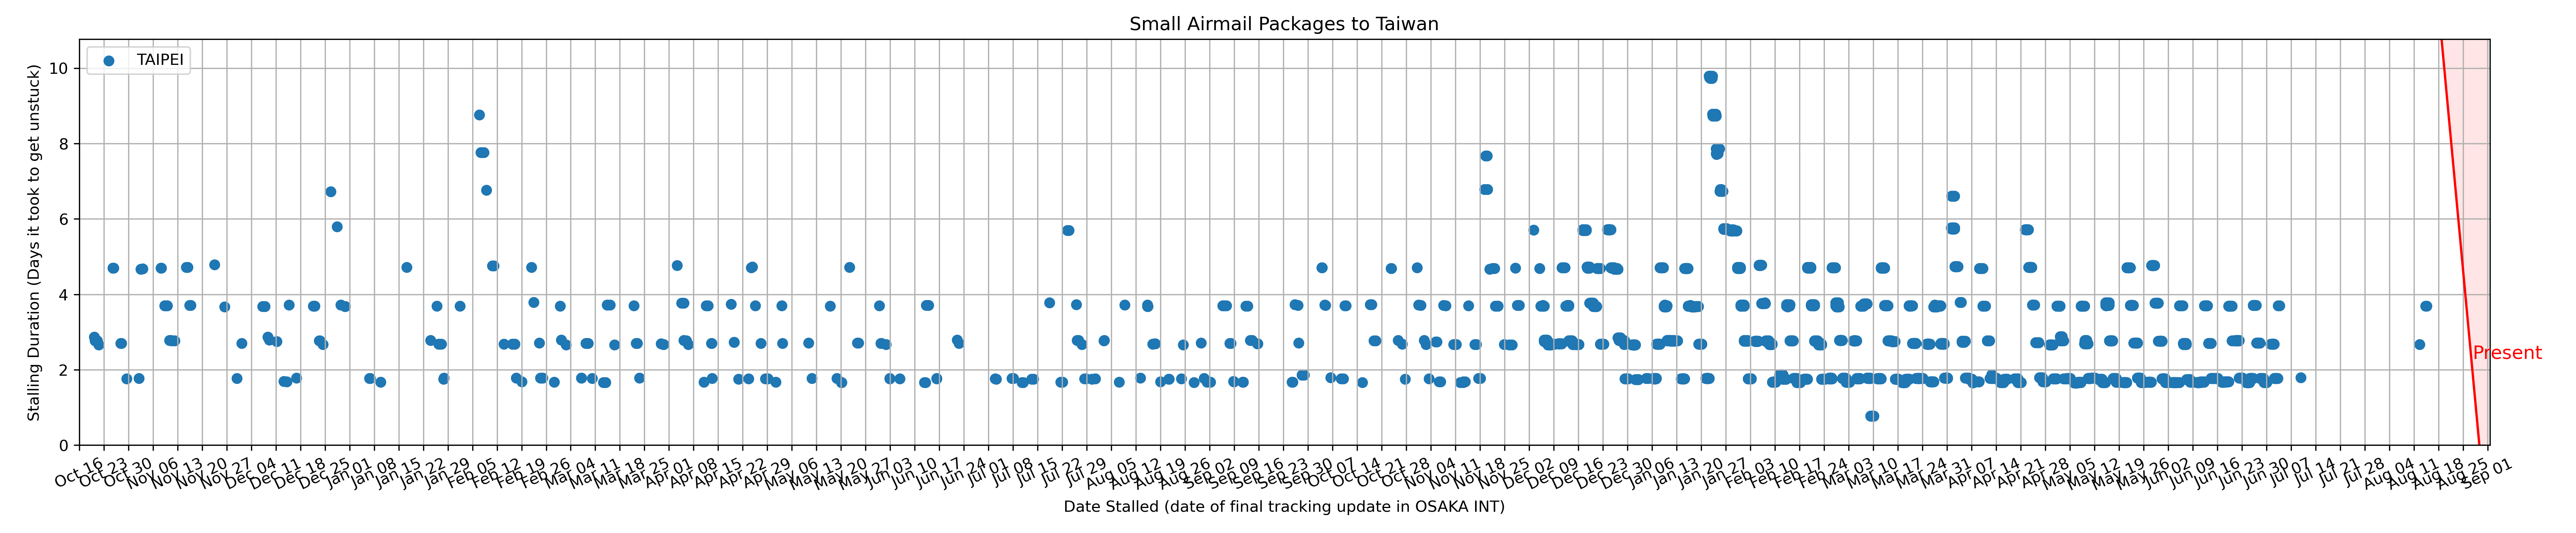 Small Airmail Packages to Taiwan
TAIPEI
Stalling Duration (Days it took to get unstuck)
10
8
6
4
2
0
Present
Oct 16
Oct 23
Oct 30
Nov 06
Nov 13
Nov 20
Nov 27
Dec 04
Dec 11
Dec 18
Dec 25
Jan 01
Jan 08
Jan 15
Jan 22
Jan 29
Feb 05
Feb 12
Feb 19
Feb 26
Mar 04
Mar 11
Mar 18
Mar 25
Apr 01
Apr 08
Apr 15
Apr 22
Apr 29
May 06
May 13
May 20
May 27
Jun 03
Jun 10
Jun 17
Jun 24
Jul 01
Jul 08
Jul 15
Jul 22
Jul 29
Aug 05
Aug 12
Aug 19
Aug 26
Sep 02
Sep 09
Sep 16
Sep 23
Sep 30
Oct 07
Oct 14
Oct 21
Oct 28
Nov 04
Nov 11
Nov 18
Nov 25
Dec 02
Dec 09
Dec 16
Dec 23
Dec 30
Jan 06
Jan 13
Jan 20
Jan 27
Feb 03
Feb 10
Feb 17
Feb 24
Mar 03
Mar 10
Mar 17
Mar 24
Mar 31
Apr 07
Apr 14
Apr 21
Apr 28
May 05
May 12
May 19
May 26
Jun 02
Jun 09
Jun 16
Jun 23
Jun 30
Jul 07
Jul 14
Jul 21
Jul 28
Aug 04
Aug 11
Aug 18
Aug 25
Sep 01
Date Stalled (date of final tracking update in OSAKA INT)